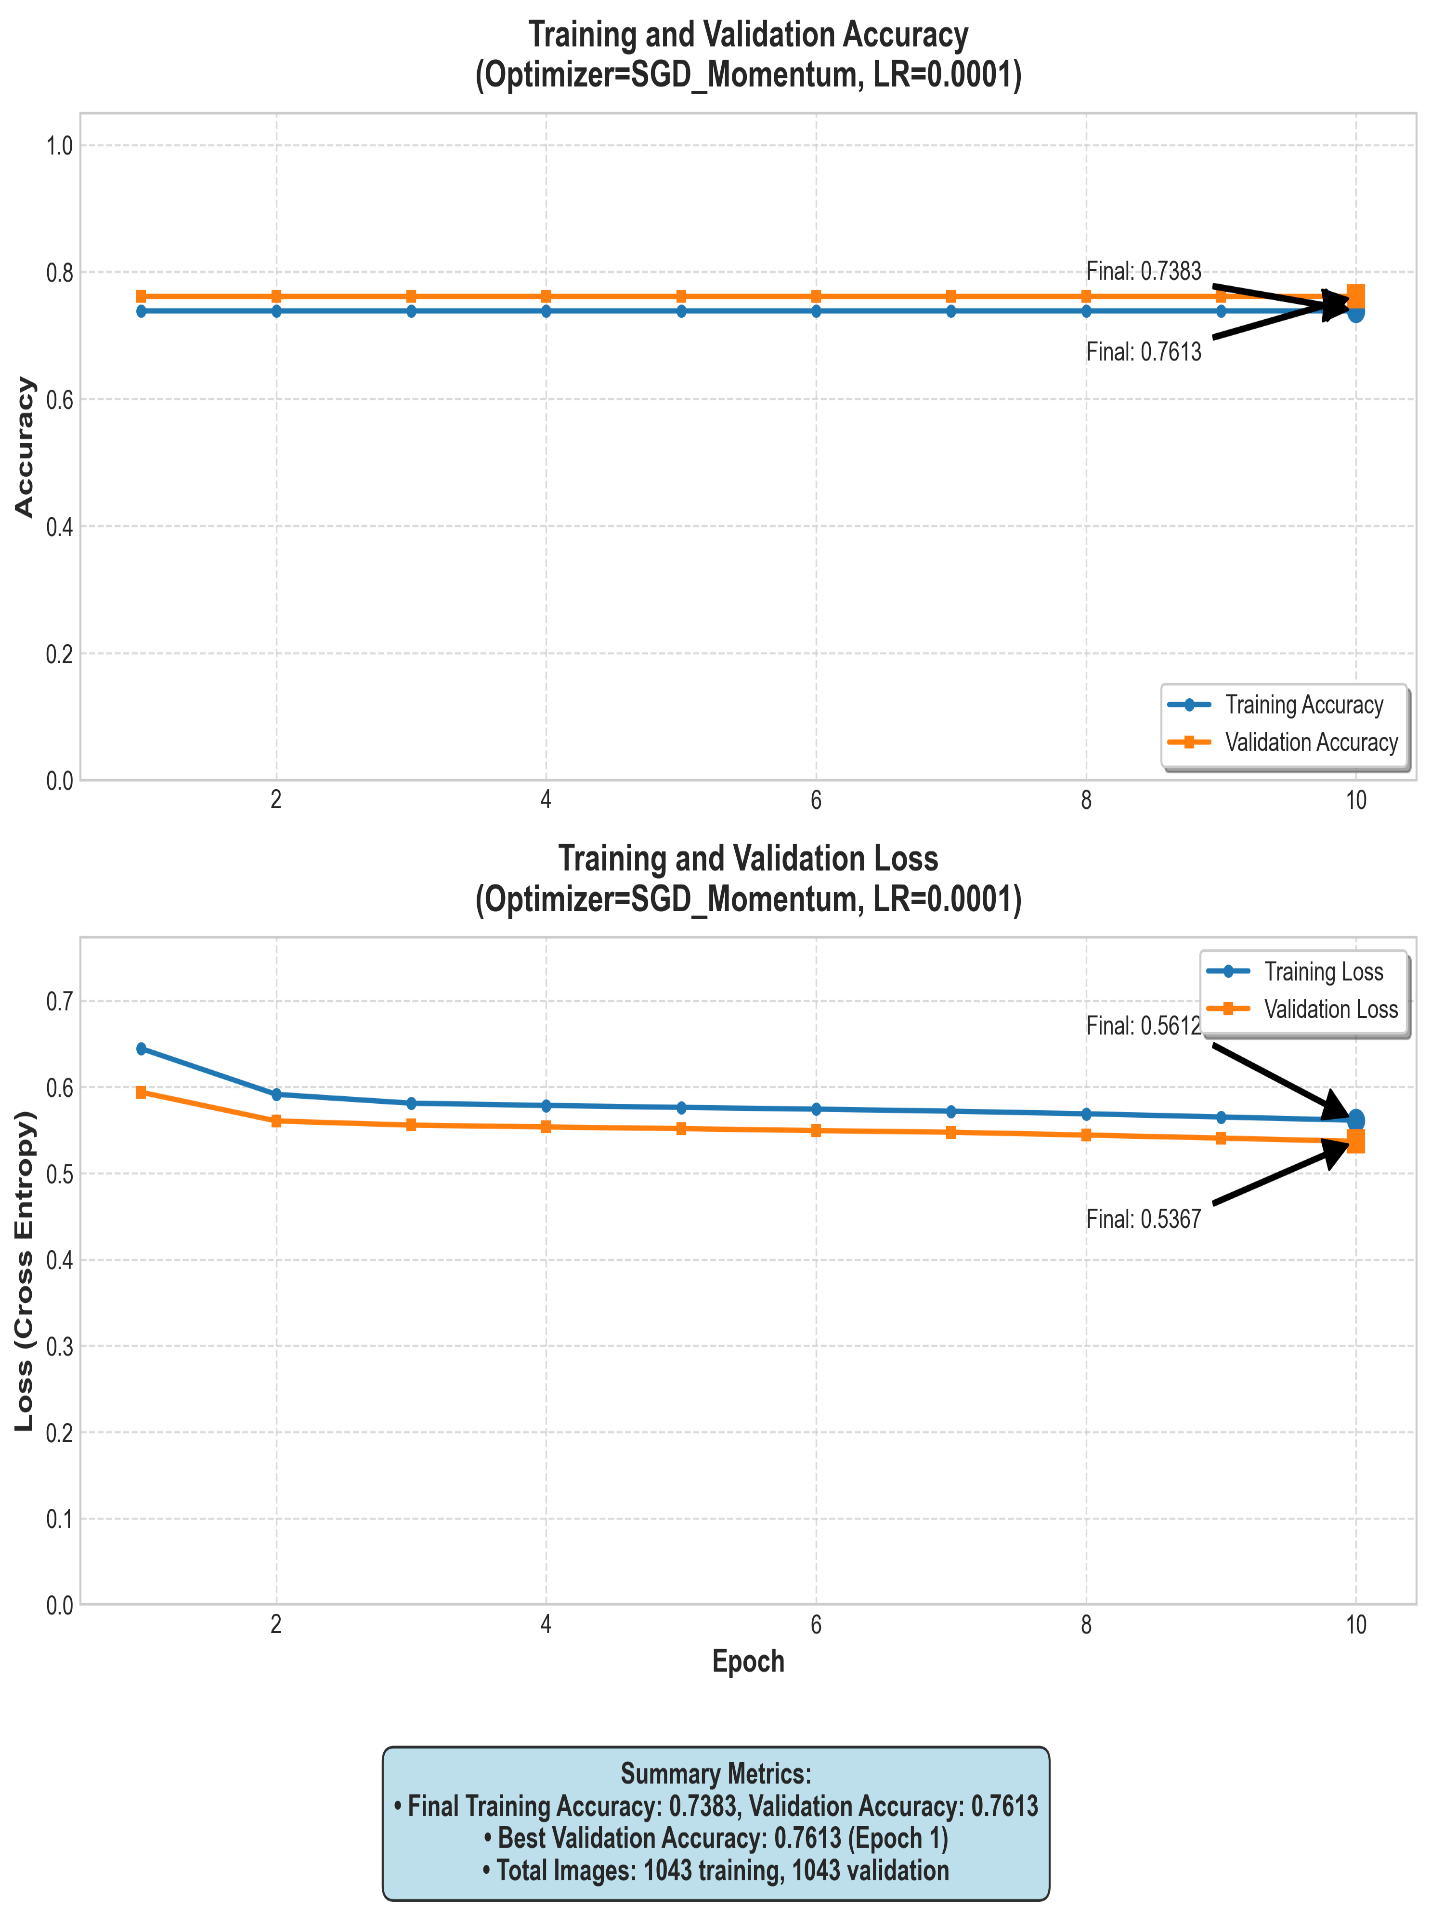 Training and Validation Accuracy
(Optimizer=SGD_Momentum, LR=0.0001)
1.0
0.8
0.6
0.4
0.2
0.0
Accuracy
Final: 0.7383
Final: 0.7613
Training Accuracy
Validation Accuracy
2
4
6
8
10
Training and Validation Loss
(Optimizer=SGD_Momentum, LR=0.0001)
0.7
0.6
0.5
0.4
0.3
0.2
0.1
0.0
Loss (Cross Entropy)
Training Loss
Validation Loss
Final: 0.5612
Final: 0.5367
2
4
6
8
10
Epoch
Summary Metrics:
• Final Training Accuracy: 0.7383, Validation Accuracy: 0.7613
• Best Validation Accuracy: 0.7613 (Epoch 1)
• Total Images: 1043 training, 1043 validation